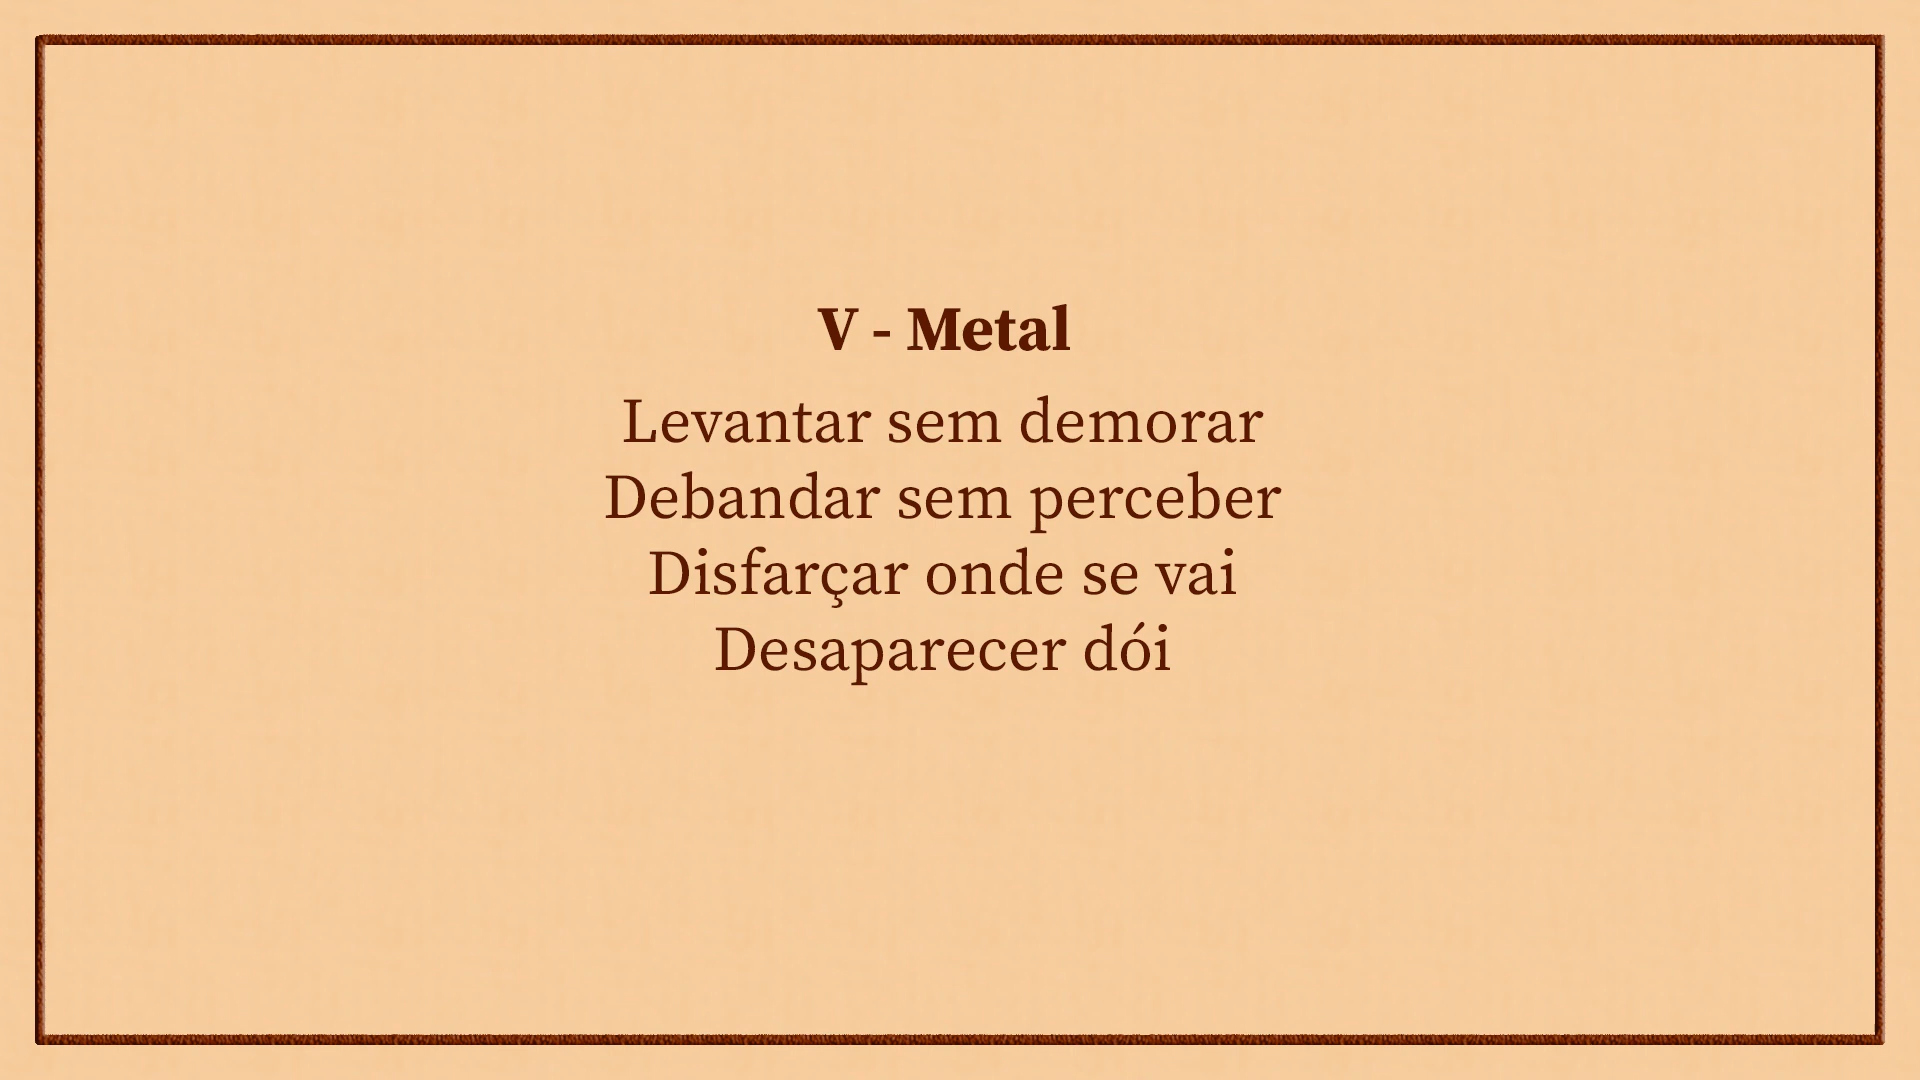 V - Metal
Levantar sem demorar
Debandar sem perceber
Disfarçar onde se vai
Desaparecer dói